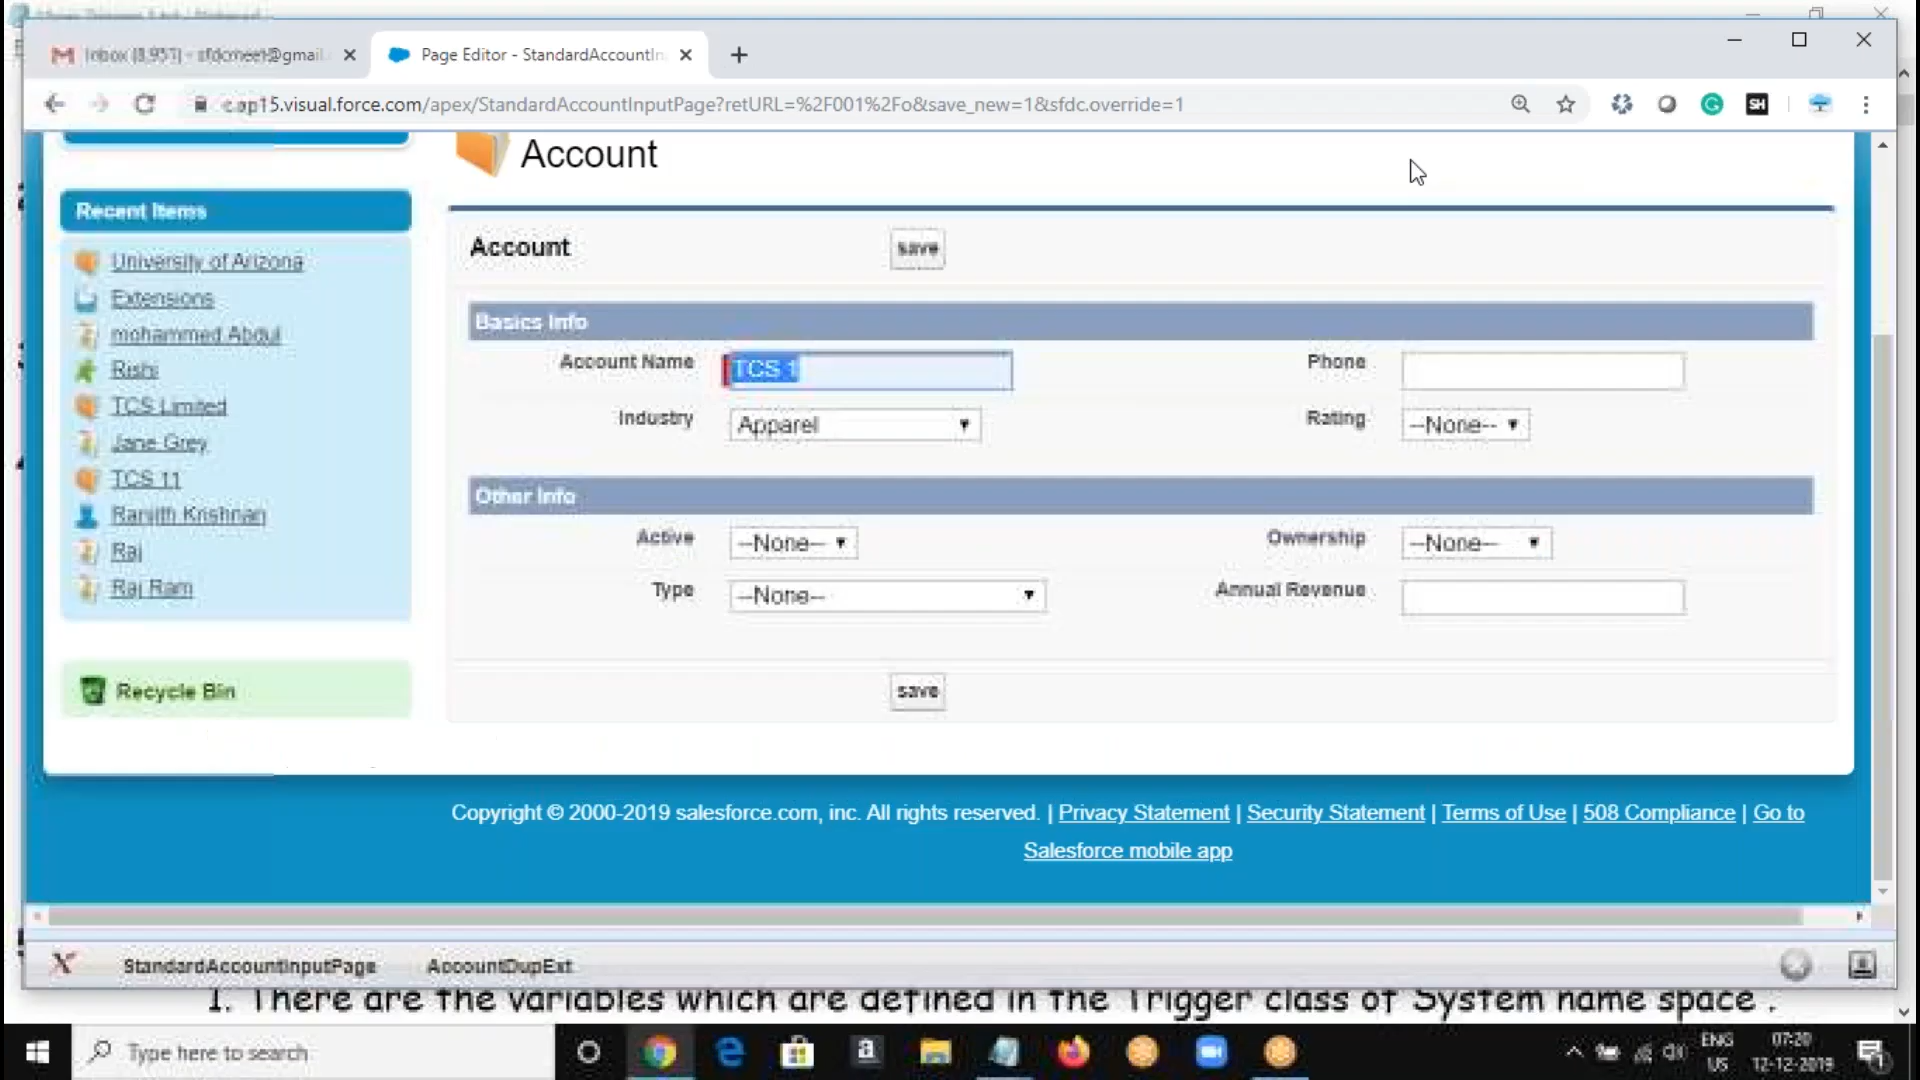 Inbox (8,951) - sfdcmeet@gmail.
Page Editor - StandardAccountIn
c.ap15.visual.force.com/apex/StandardAccountInputPage?retURL=%2F001%2Fo&save_new=1&sfdc.override=1
SH
Account
Recent Items
University of Arizona
Extensions
mohammed Abdul
Rishi
TCS Limited
Jane Grey
TCS 11
Ranjith Krishnan
Raj
Raj Ram
Recycle Bin
Account save
Basics Info
Account Name TCS 1 Phone
Industry Apparel Rating --None--
Other Info
Active --None-- Ownership --None--
Type --None-- Annual Revenue
save
Copyright © 2000-2019 salesforce.com, inc. All rights reserved. | Privacy Statement | Security Statement | Terms of Use | 508 Compliance | Go to
Salesforce mobile app
StandardAccountInputPage AccountDupExt
1. There are the variables which are defined in the Trigger class of System name space .
Type here to search
ENG
US
07:20
12-12-2019